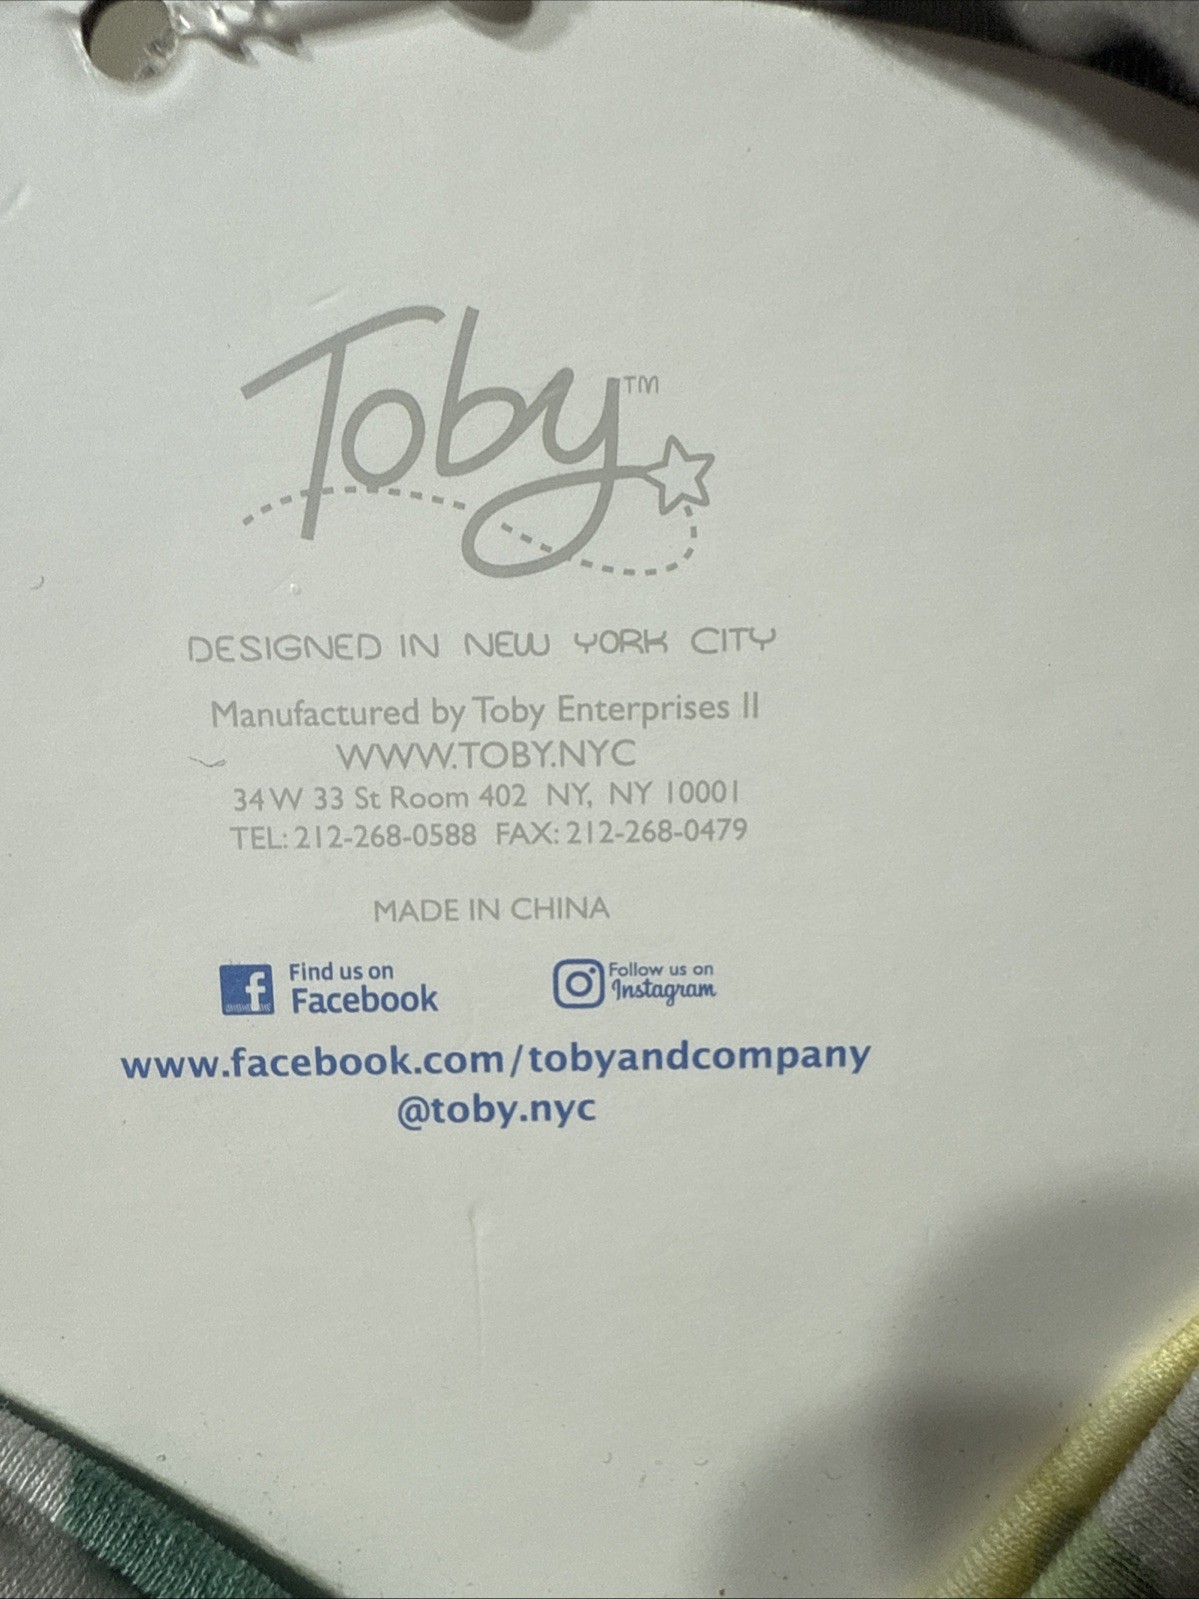 Toby™
DESIGNED IN NEW YORK CITY
Manufactured by Toby Enterprises II
WWW.TOBY.NYC
34 W 33 St Room 402 NY, NY 10001
TEL: 212-268-0588 FAX: 212-268-0479
MADE IN CHINA
f Find us on
Facebook
Follow us on
Instagram
www.facebook.com/tobyandcompany
@toby.nyc